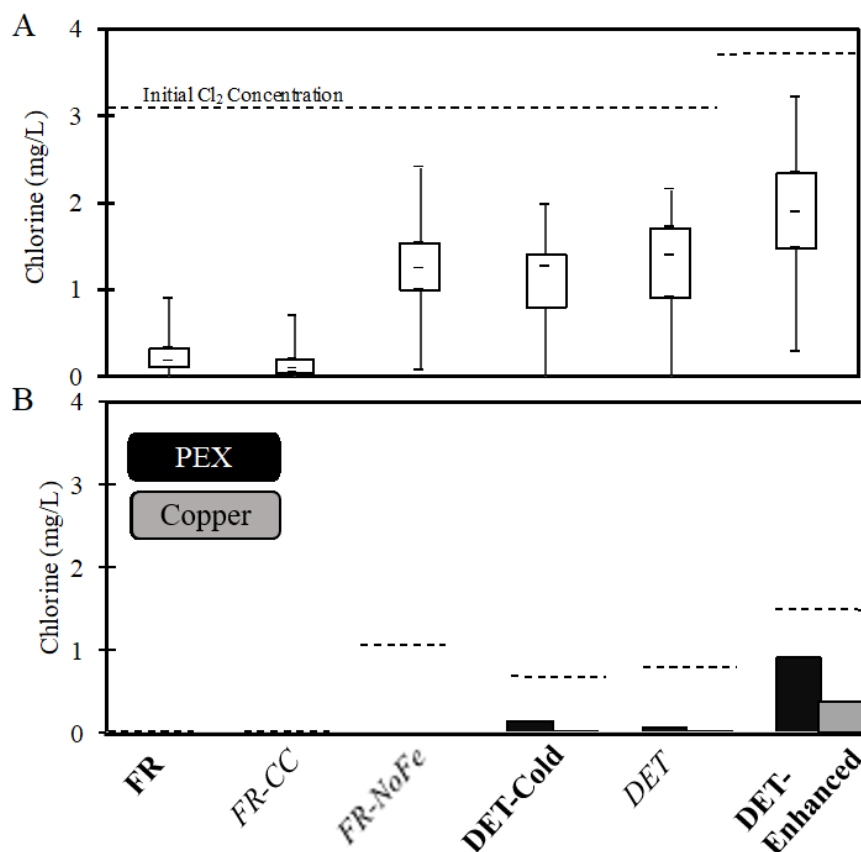 A
4
3
2
1
0
Chlorine (mg/L)
Initial Cl₂ Concentration
B
4
3
2
1
0
Chlorine (mg/L)
PEX
Copper
FR
FR-CC
FR-NoFe
DET-Cold
DET
DET-
Enhanced